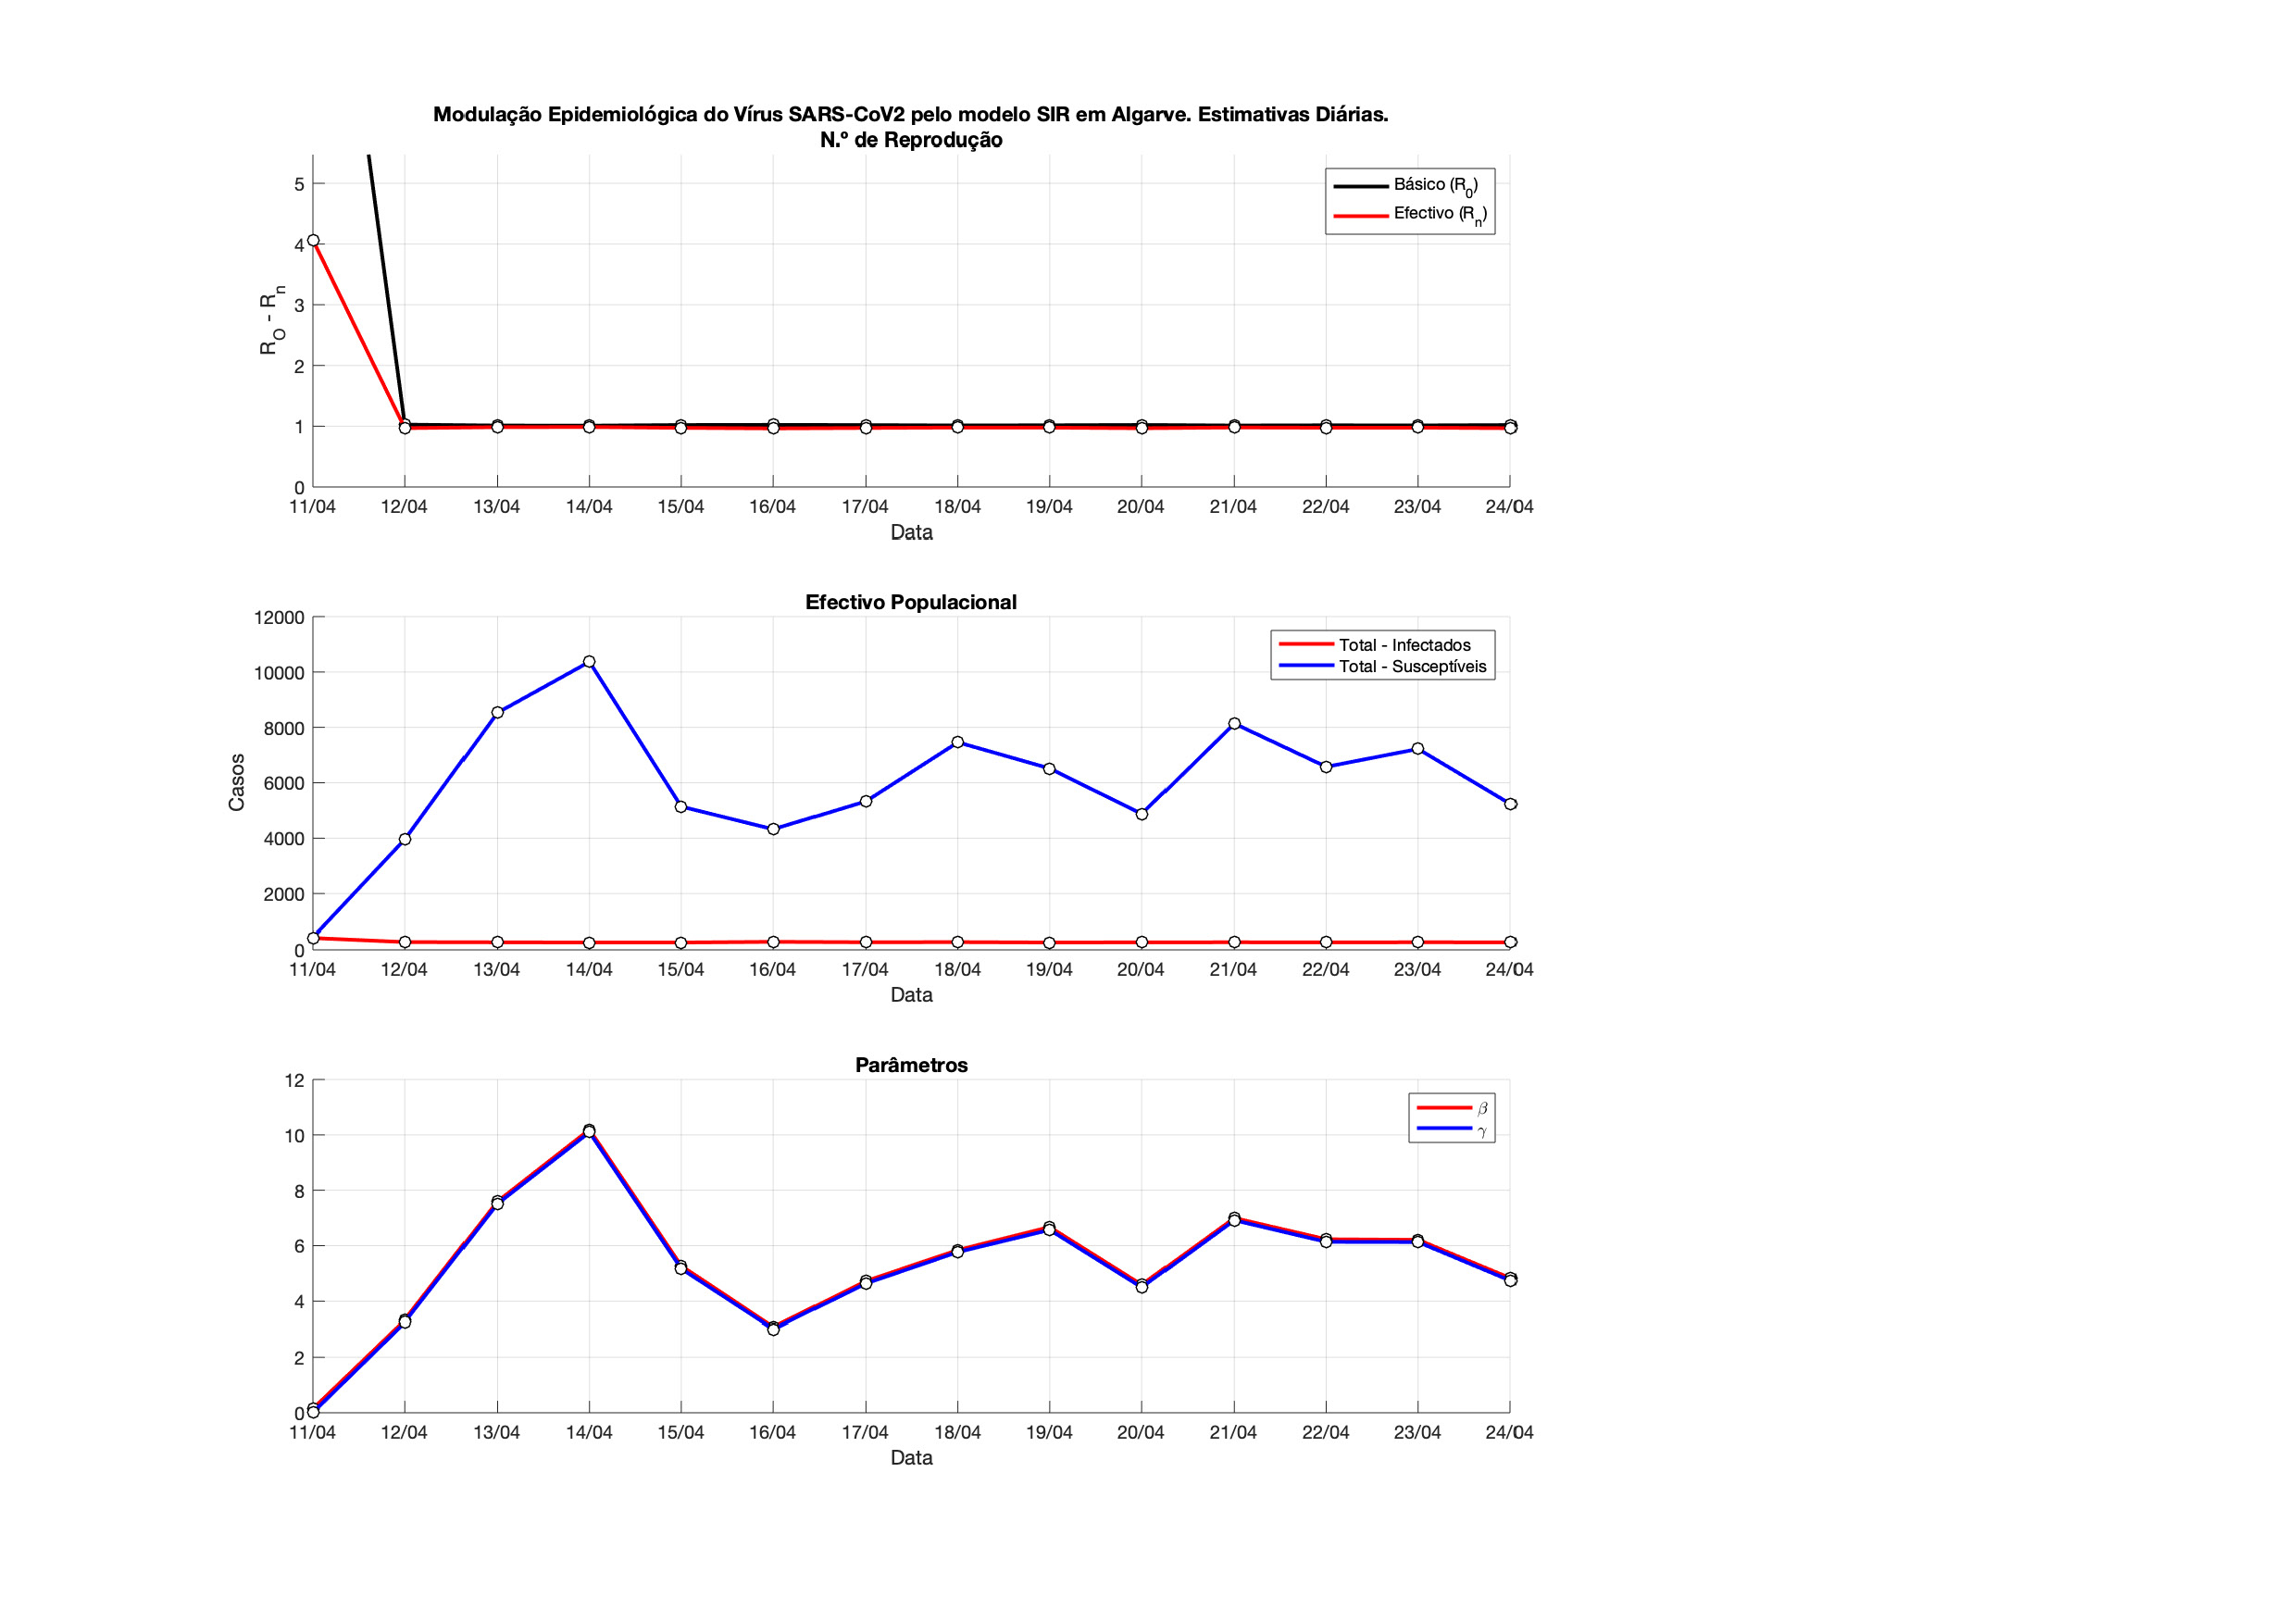 Modulação Epidemiológica do Vírus SARS-CoV2 pelo modelo SIR em Algarve. Estimativas Diárias.
N.º de Reprodução
5
4
3
2
1
0
R_O - R_n
Básico (R_0)
Efectivo (R_n)
11/04 12/04 13/04 14/04 15/04 16/04 17/04 18/04 19/04 20/04 21/04 22/04 23/04 24/04
Data
Efectivo Populacional
12000
10000
8000
6000
4000
2000
0
Casos
Total - Infectados
Total - Susceptíveis
11/04 12/04 13/04 14/04 15/04 16/04 17/04 18/04 19/04 20/04 21/04 22/04 23/04 24/04
Data
Parâmetros
12
10
8
6
4
2
0
β
γ
11/04 12/04 13/04 14/04 15/04 16/04 17/04 18/04 19/04 20/04 21/04 22/04 23/04 24/04
Data